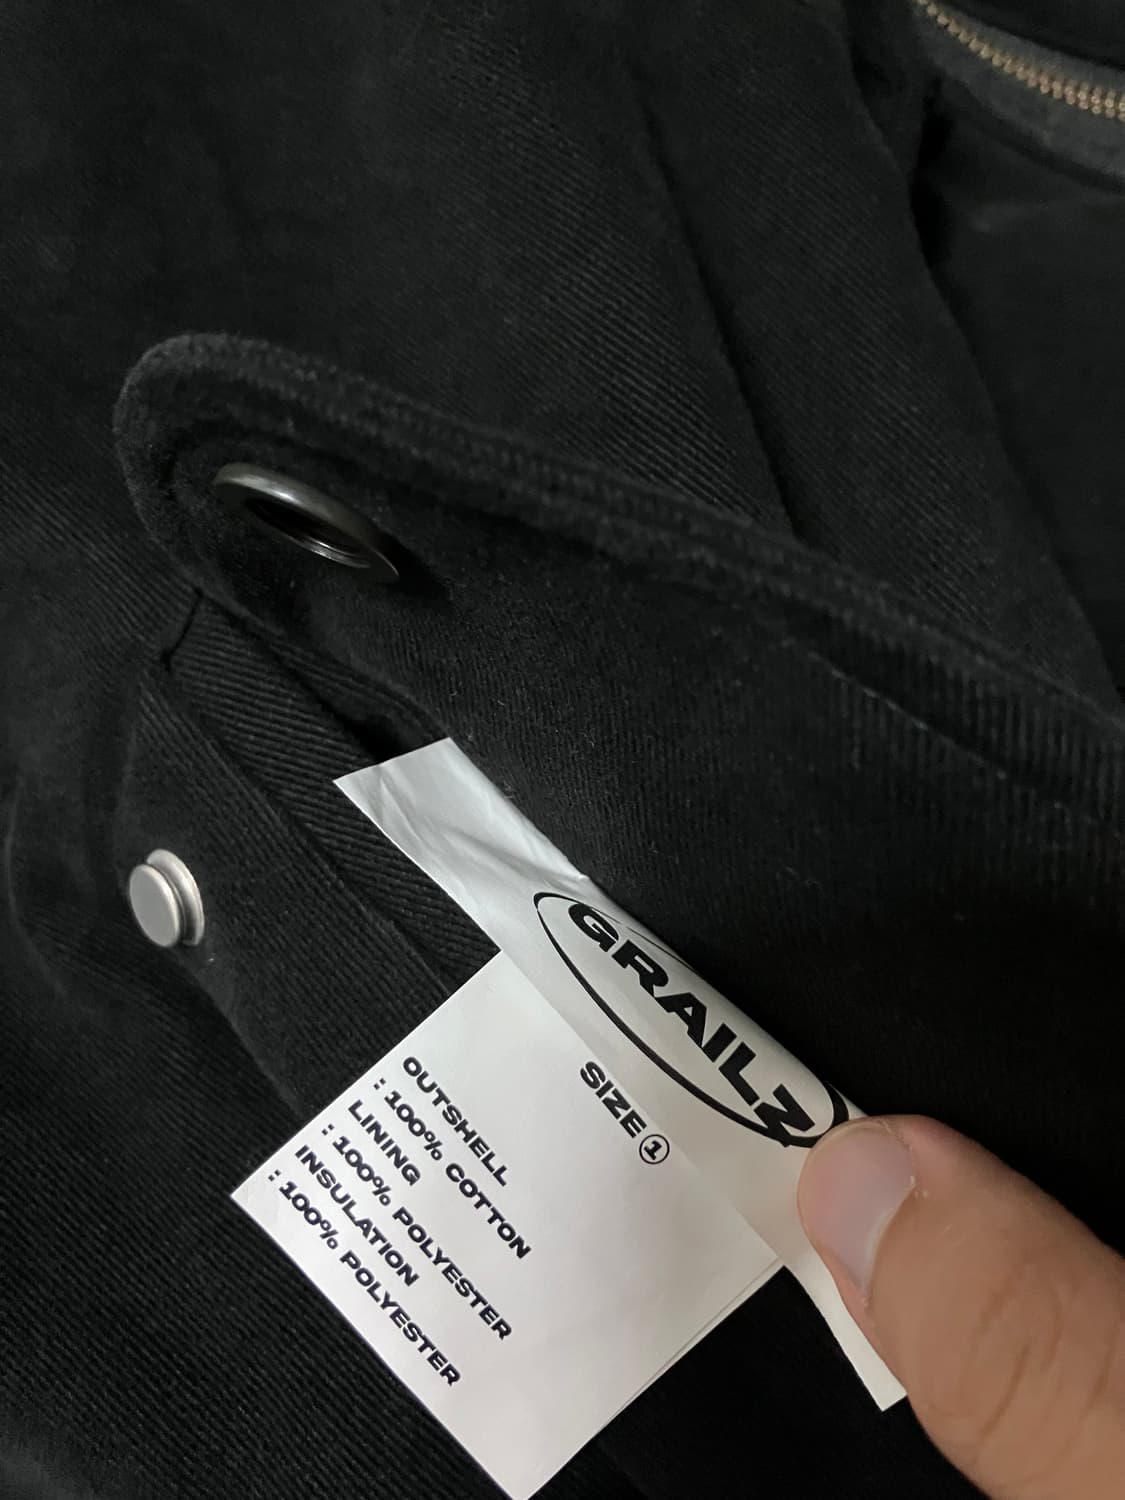 GRAILZ
SIZE ①
OUTSHELL
: 100% COTTON
LINING
: 100% POLYESTER
INSULATION
: 100% POLYESTER